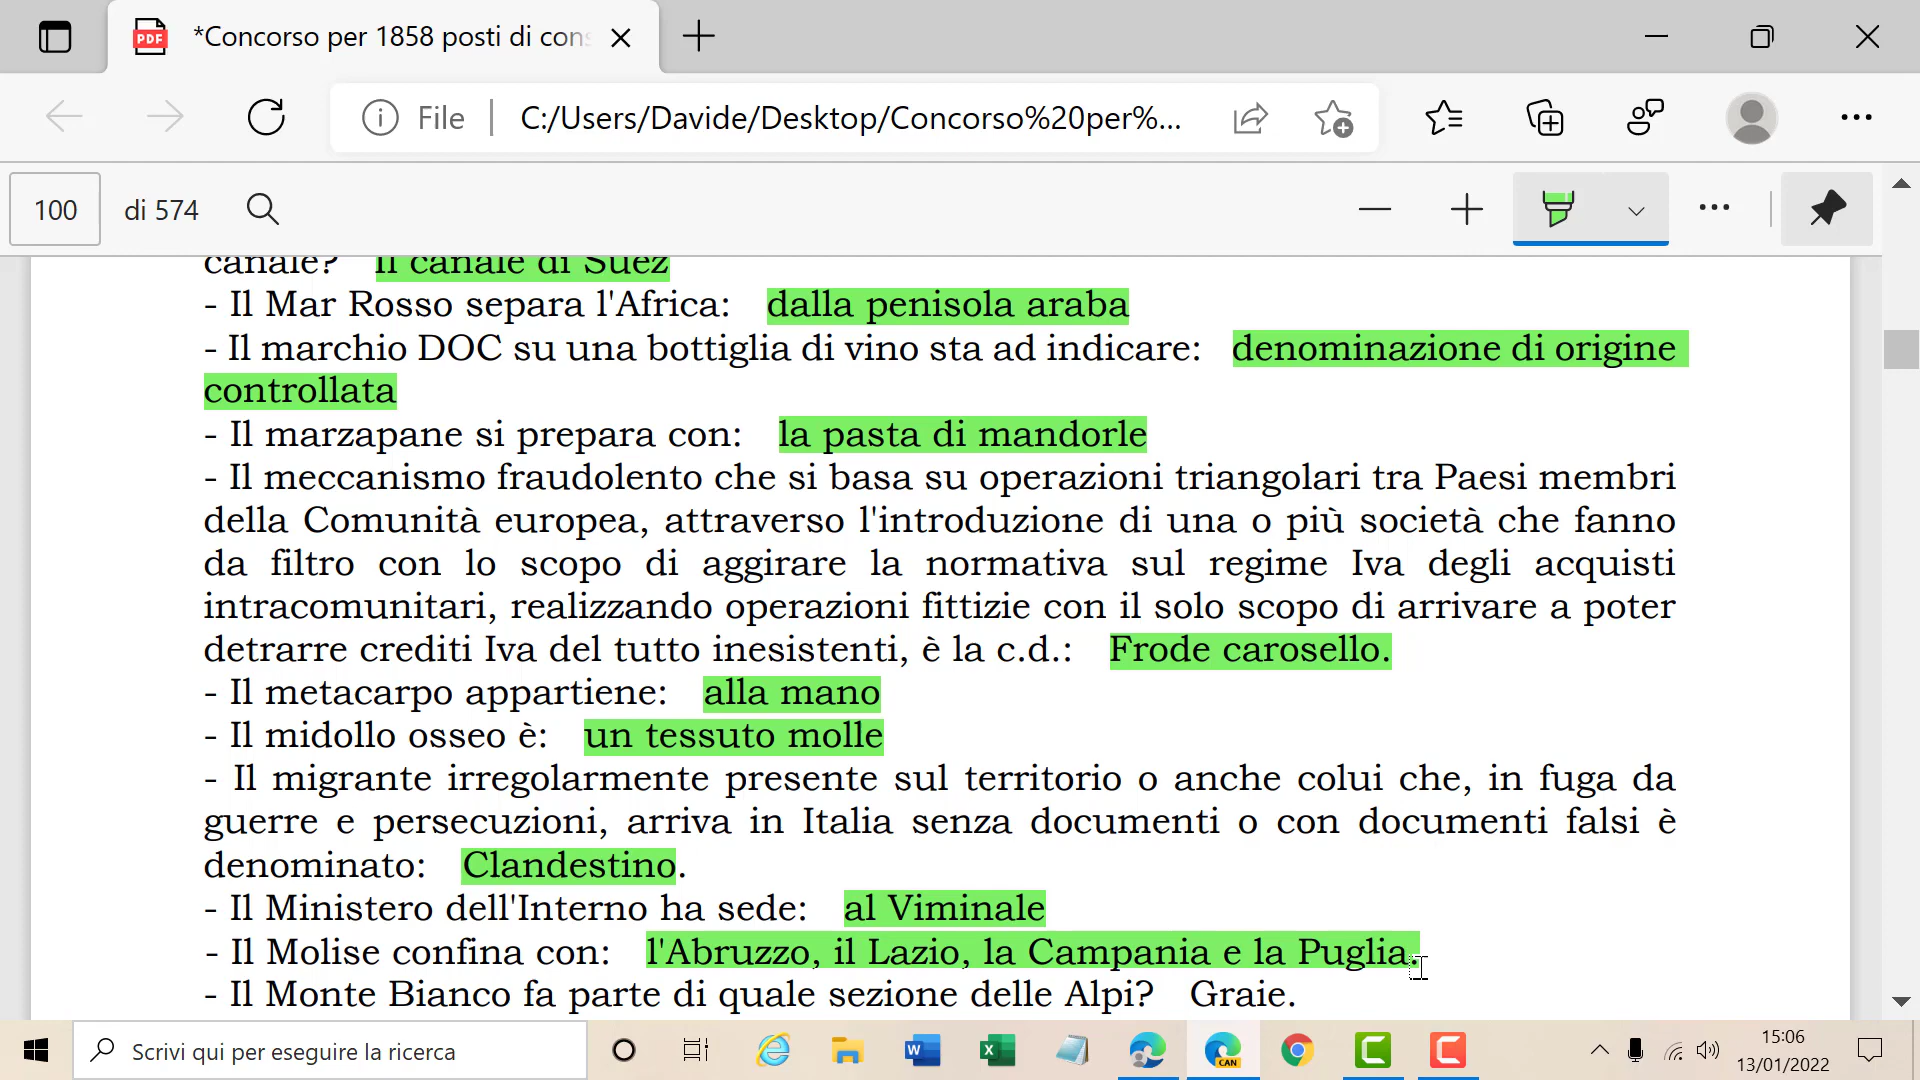 *Concorso per 1858 posti di cons
File
C:/Users/Davide/Desktop/Concorso%20per%...
100 di 574
canale? Il canale di Suez
- Il Mar Rosso separa l'Africa: dalla penisola araba
- Il marchio DOC su una bottiglia di vino sta ad indicare: denominazione di origine
controllata
- Il marzapane si prepara con: la pasta di mandorle
- Il meccanismo fraudolento che si basa su operazioni triangolari tra Paesi membri
della Comunità europea, attraverso l'introduzione di una o più società che fanno
da filtro con lo scopo di aggirare la normativa sul regime Iva degli acquisti
intracomunitari, realizzando operazioni fittizie con il solo scopo di arrivare a poter
detrarre crediti Iva del tutto inesistenti, è la c.d.: Frode carosello.
- Il metacarpo appartiene: alla mano
- Il midollo osseo è: un tessuto molle
- Il migrante irregolarmente presente sul territorio o anche colui che, in fuga da
guerre e persecuzioni, arriva in Italia senza documenti o con documenti falsi è
denominato: Clandestino.
- Il Ministero dell'Interno ha sede: al Viminale
- Il Molise confina con: l'Abruzzo, il Lazio, la Campania e la Puglia.
- Il Monte Bianco fa parte di quale sezione delle Alpi? Graie.
Scrivi qui per eseguire la ricerca
CAN
15:06
13/01/2022